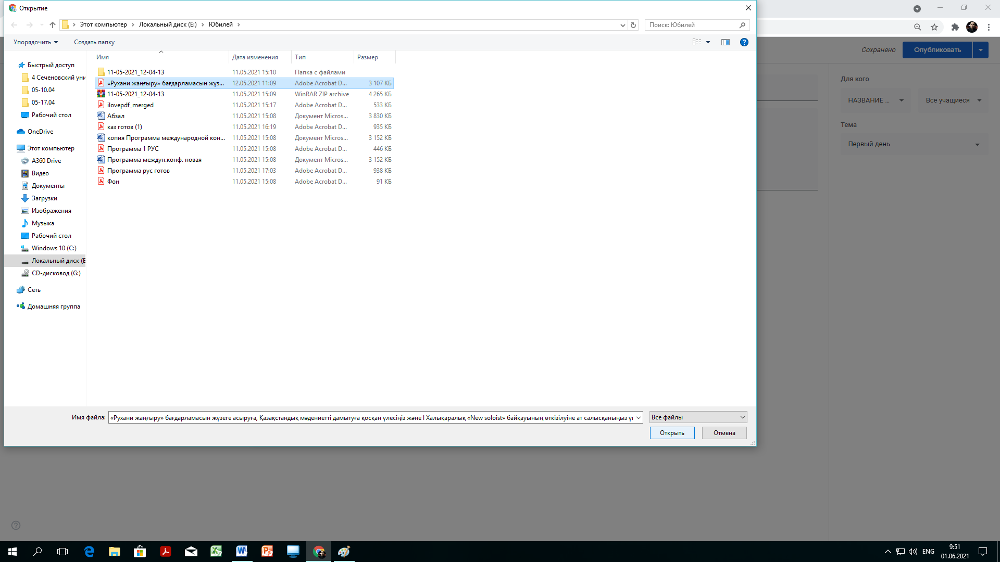 Открытие
Этот компьютер
Локальный диск (E:)
Юбилей
Поиск: Юбилей
Упорядочить
Создать папку
Сохранено
Опубликовать
Имя
Дата изменения
Тип
Размер
Быстрый доступ
4 Сеченовский уни
05-10.04
05-17.04
Рабочий стол
OneDrive
Этот компьютер
A360 Drive
Видео
Документы
Загрузки
Изображения
Музыка
Рабочий стол
Windows 10 (C:)
Локальный диск (E
CD-дисковод (G:)
Сеть
Домашняя группа
11-05-2021_12-04-13 11.05.2021 15:10 Папка с файлами
«Рухани жаңғыру» бағдарламасын жүз... 12.05.2021 11:09 Adobe Acrobat D... 3 107 КБ
11-05-2021_12-04-13 11.05.2021 15:09 WinRAR ZIP archive 4 265 КБ
ilovepdf_merged 11.05.2021 15:17 Adobe Acrobat D... 533 КБ
Абзал 11.05.2021 15:08 Документ Micros... 3 830 КБ
каз готов (1) 11.05.2021 16:19 Adobe Acrobat D... 935 КБ
копия Программа международной кон... 11.05.2021 15:08 Документ Micros... 3 152 КБ
Программа 1 РУС 11.05.2021 15:08 Adobe Acrobat D... 446 КБ
Программа междун.конф. новая 11.05.2021 15:08 Документ Micros... 3 152 КБ
Программа рус готов 11.05.2021 17:03 Adobe Acrobat D... 938 КБ
Фон 11.05.2021 15:08 Adobe Acrobat D... 91 КБ
Для кого
НАЗВАНИЕ ...
Все учащиеся
Тема
Первый день
Имя файла:
«Рухани жаңғыру» бағдарламасын жүзеге асыруға, Қазақстандық мәдениетті дамытуға қосқан үлесіңіз және І Халықаралық «New soloist» байқауының өткізілуіне ат салысқаныңыз үш
Все файлы
Открыть
Отмена
ENG
9:51
01.06.2021